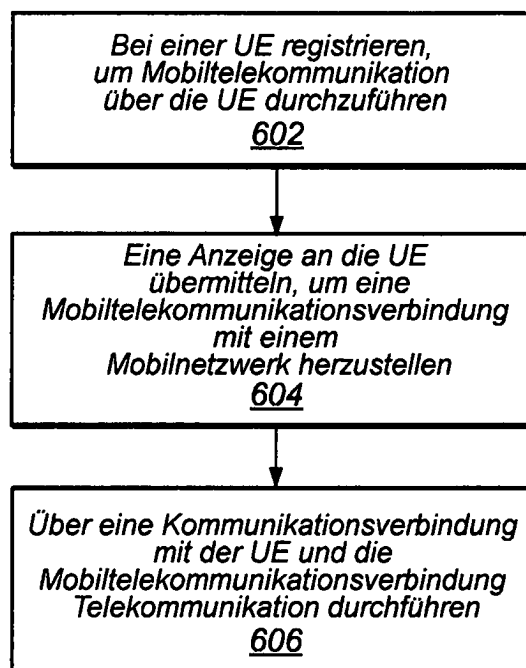 Bei einer UE registrieren,
um Mobiltelekommunikation
über die UE durchzuführen
602
Eine Anzeige an die UE
übermitteln, um eine
Mobiltelekommunikationsverbindung
mit einem
Mobilnetzwerk herzustellen
604
Über eine Kommunikationsverbindung
mit der UE und die
Mobiltelekommunikationsverbindung
Telekommunikation durchführen
606